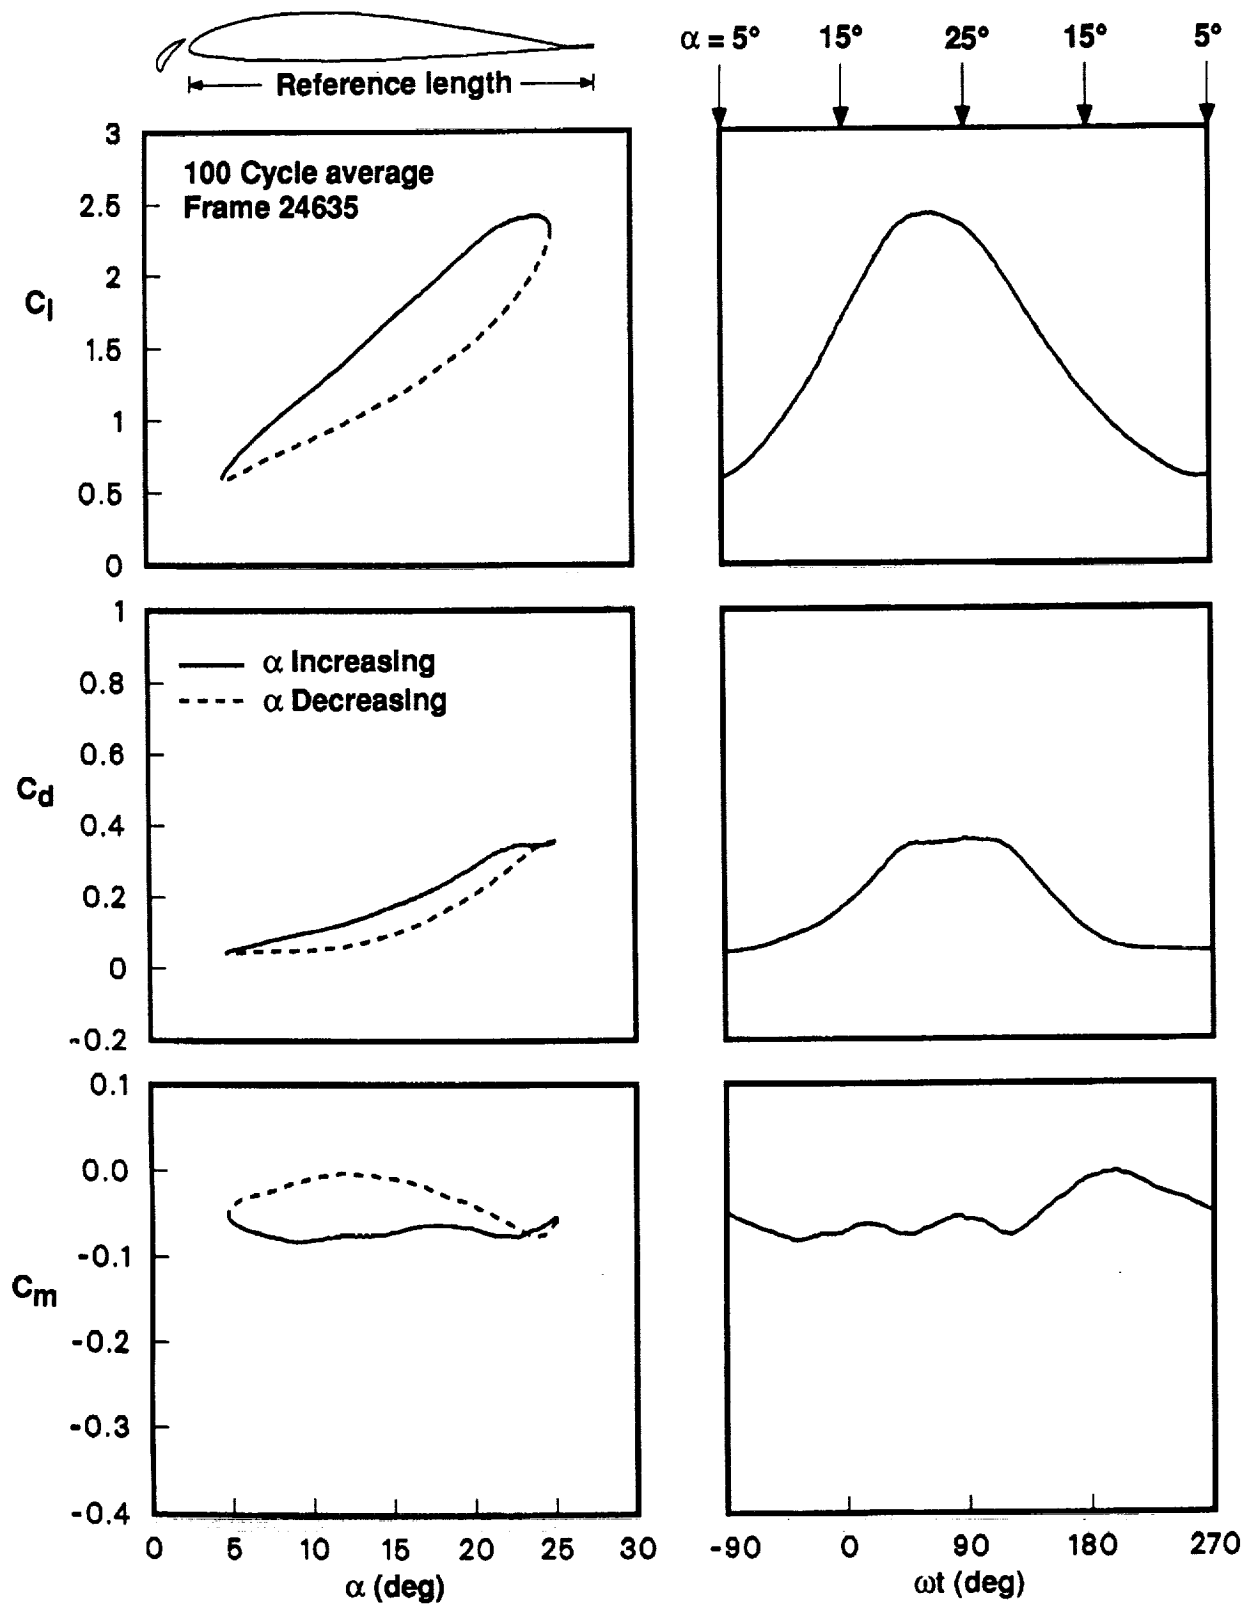 Reference length
α = 5° 15° 25° 15° 5°
100 Cycle average
Frame 24635
3
2.5
2
1.5
1
0.5
0
Cl
α Increasing
α Decreasing
1
0.8
0.6
0.4
0.2
0
-0.2
Cd
0.1
0.0
-0.1
-0.2
-0.3
-0.4
Cm
0 5 10 15 20 25 30
α (deg)
-90 0 90 180 270
ωt (deg)